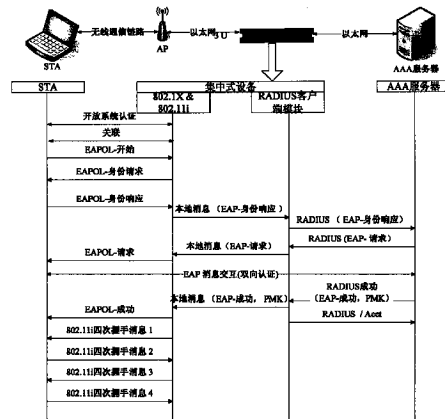 无线通信链路
以太网
3 U
以太网
AP
AAA服务器
STA
集中式设备
AAA服务器
802.1X &
802.11i
RADIUS客户
端模块
开放系统认证
关联
EAPOL-开始
EAPOL-身份请求
EAPOL-身份响应
本地消息（EAP-身份响应）
RADIUS（EAP-身份响应）
RADIUS (EAP- 请求)
本地消息（EAP-请求）
EAPOL-请求
EAP 消息交互(双向认证)
RADIUS成功
（EAP-成功，PMK）
本地消息（EAP-成功，PMK）
EAPOL-成功
RADIUS / Acct
802.11i四次握手消息 1
802.11i四次握手消息 2
802.11i四次握手消息 3
802.11i四次握手消息 4